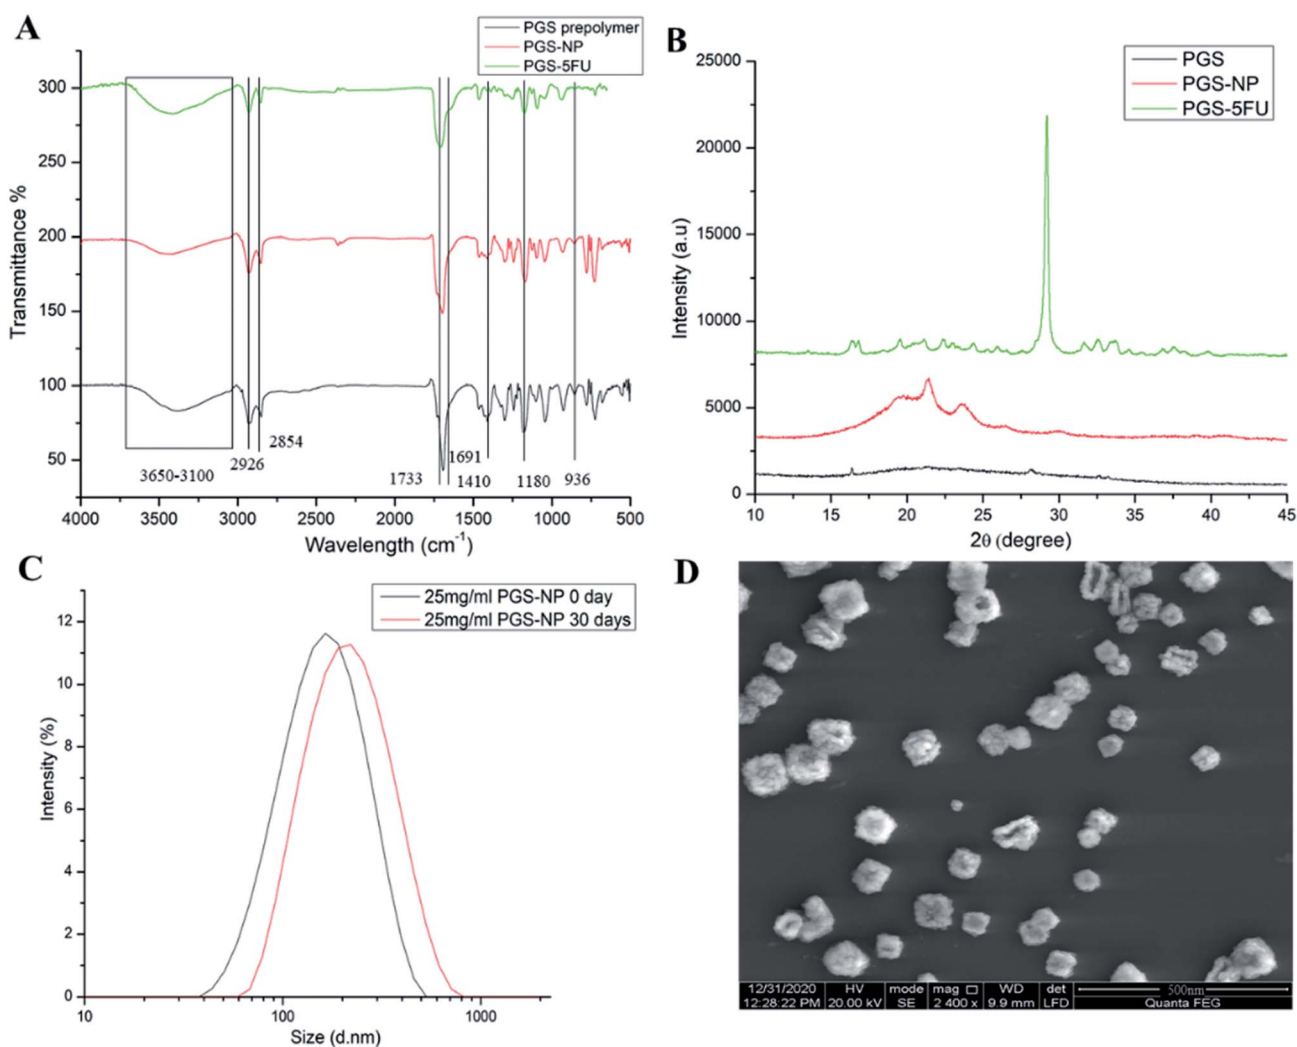 A
PGS prepolymer
PGS-NP
PGS-5FU
300
250
200
150
100
50
Transmittance %
3650-3100
2926
2854
1733
1691
1410
1180
936
4000 3500 3000 2500 2000 1500 1000 500
Wavelength (cm-1)
B
PGS
PGS-NP
PGS-5FU
25000
20000
15000
10000
5000
0
Intensity (a.u)
10 15 20 25 30 35 40 45
2θ (degree)
C
25mg/ml PGS-NP 0 day
25mg/ml PGS-NP 30 days
12
10
8
6
4
2
0
Intensity (%)
10 100 1000
Size (d.nm)
D
12/31/2020 HV mode mag □ WD det 500nm
12:28:22 PM 20.00 kV SE 2 400 x 9.9 mm LFD Quanta FEG